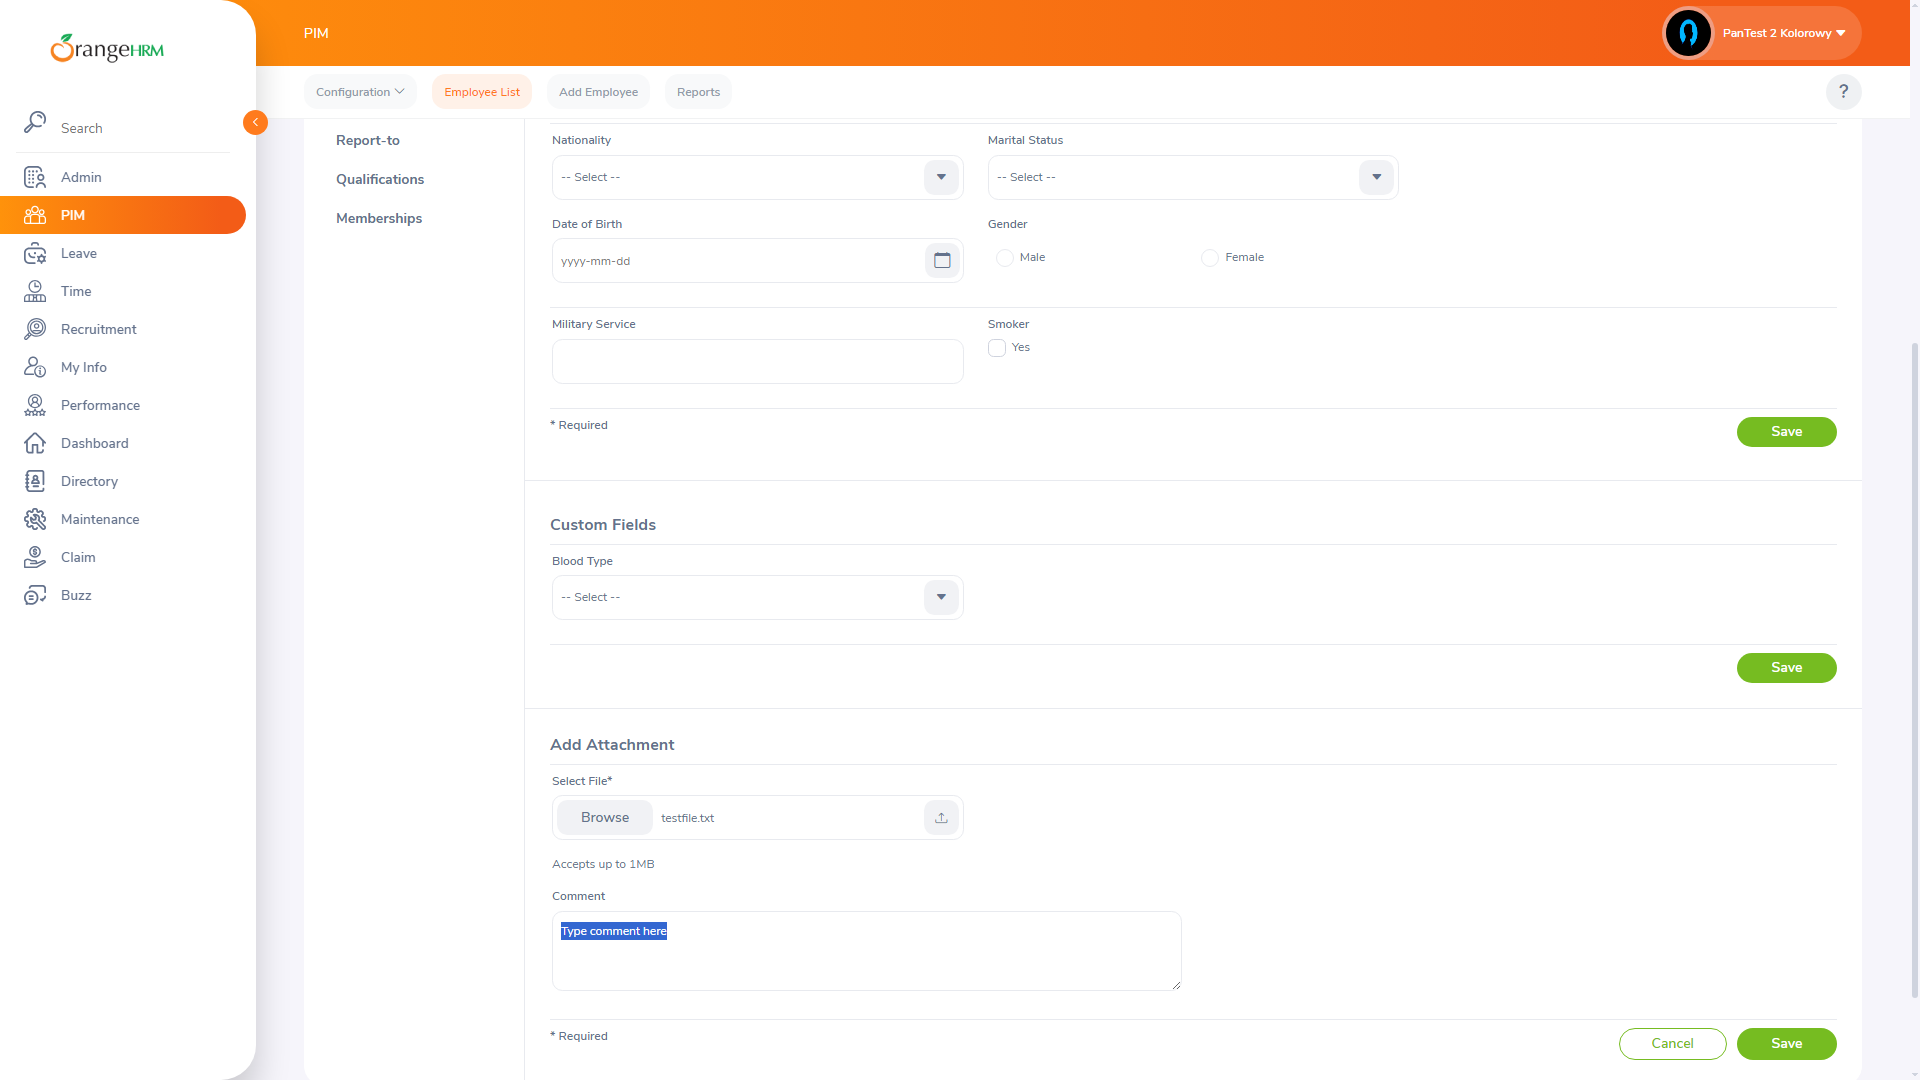 OrangeHRM
PIM
PanTest 2 Kolorowy
Configuration
Employee List
Add Employee
Reports
?
Search
Admin
PIM
Leave
Time
Recruitment
My Info
Performance
Dashboard
Directory
Maintenance
Claim
Buzz
Report-to
Qualifications
Memberships
Nationality
Marital Status
-- Select --
-- Select --
Date of Birth
Gender
yyyy-mm-dd
Male
Female
Military Service
Smoker
Yes
* Required
Save
Custom Fields
Blood Type
-- Select --
Save
Add Attachment
Select File*
Browse
testfile.txt
Accepts up to 1MB
Comment
Type comment here
* Required
Cancel
Save